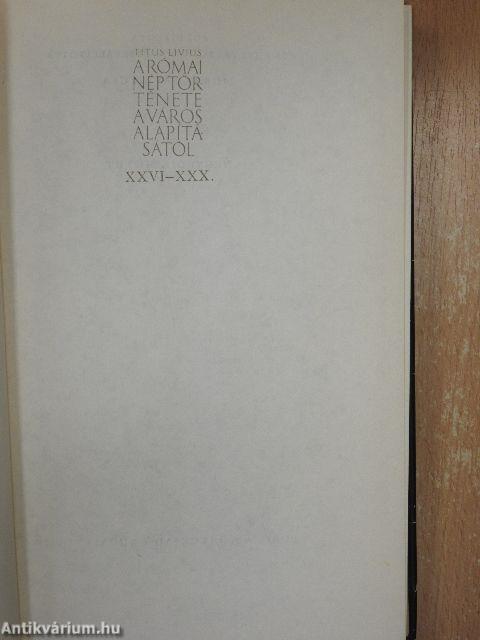 TITUS LIVIUS
A RÓMAI
NÉP TÖR
TÉNETE
A VÁROS
ALAPÍTÁ
SÁTÓL
XXVI–XXX.
Antikvárium.hu